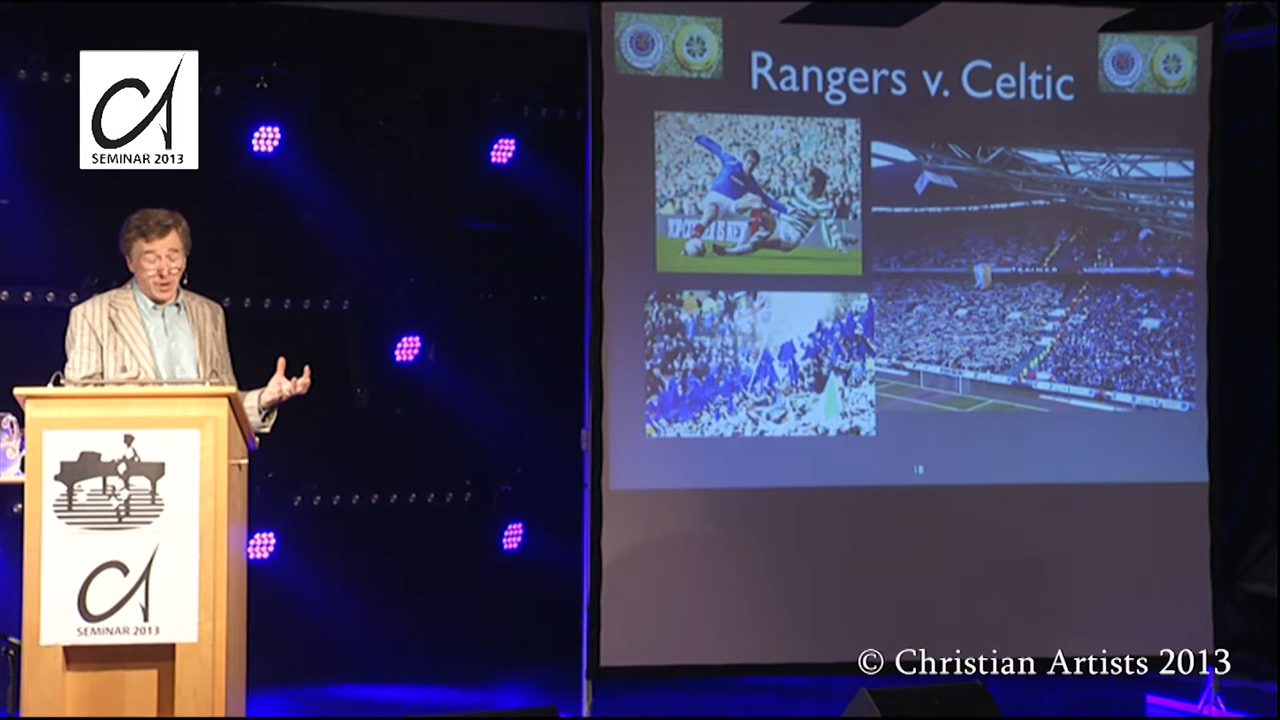 SEMINAR 2013
Rangers v. Celtic
18
SEMINAR 2013
© Christian Artists 2013